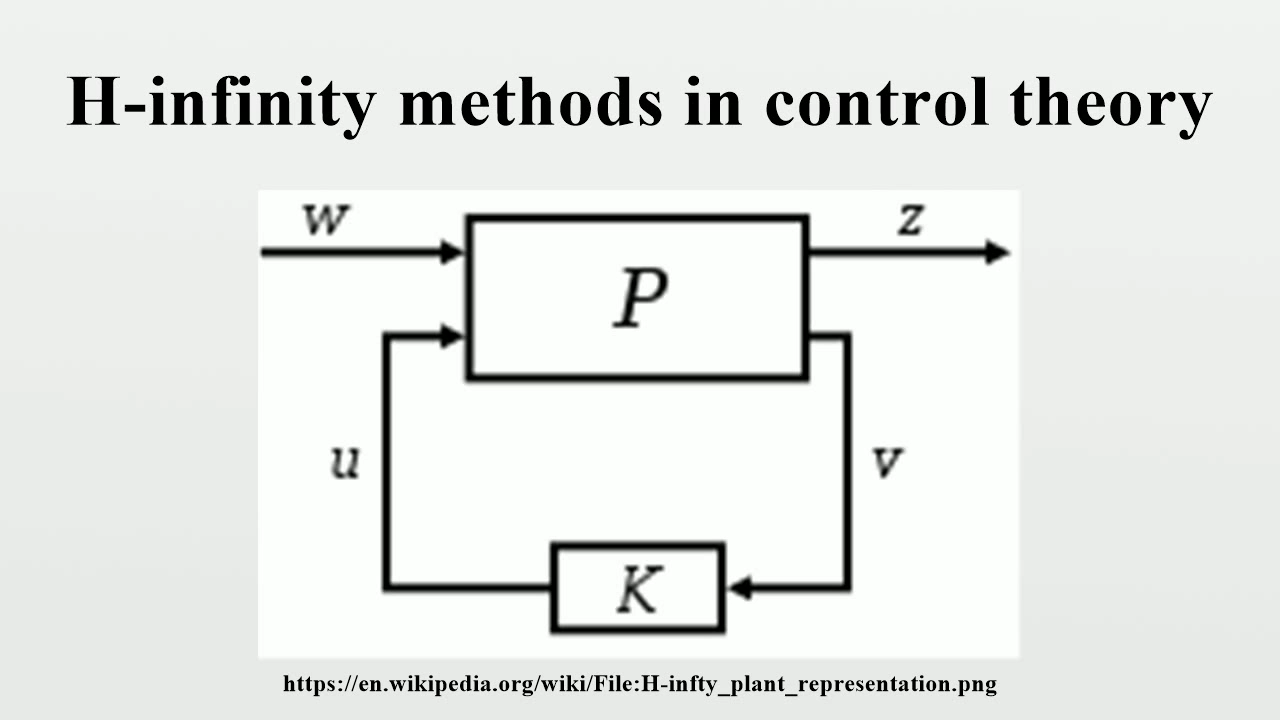 H-infinity methods in control theory
w
z
P
u
v
K
https://en.wikipedia.org/wiki/File:H-infty_plant_representation.png